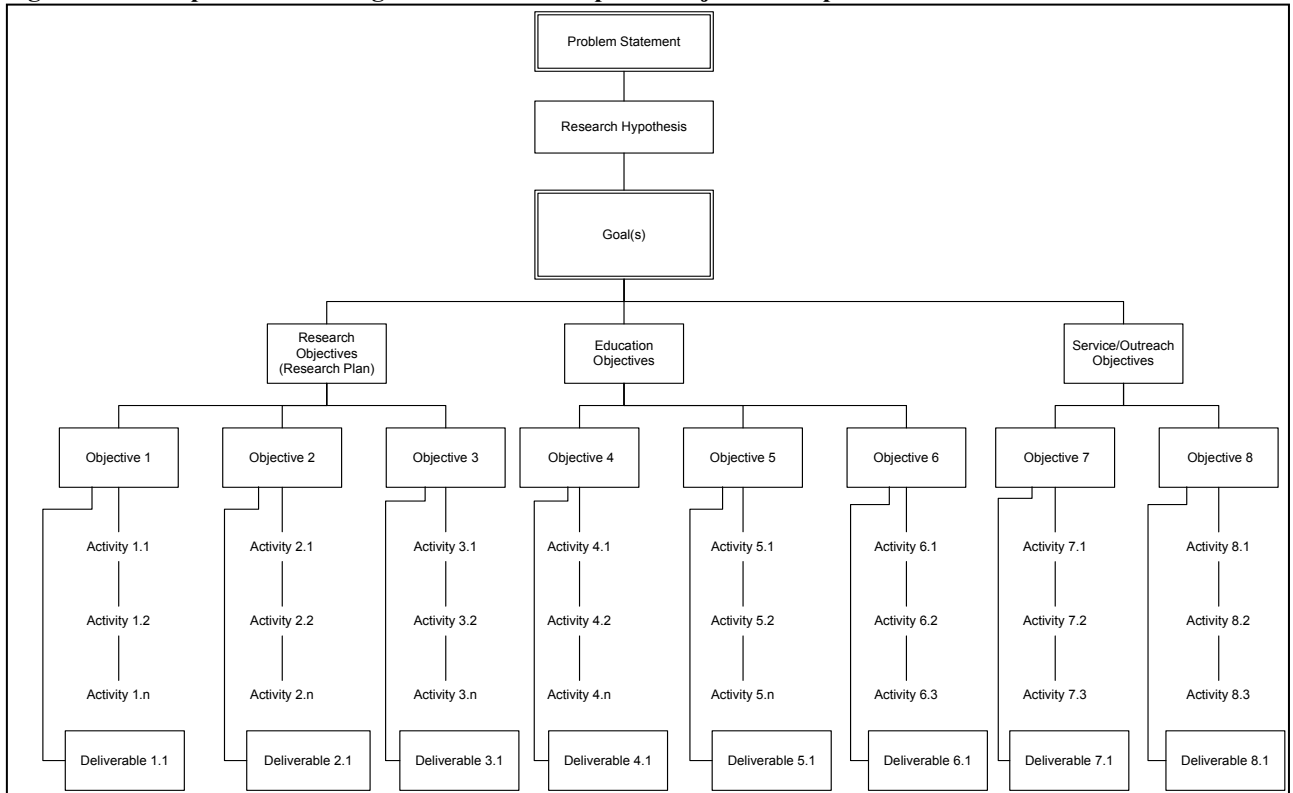 Problem Statement
Research Hypothesis
Goal(s)
Research
Objectives
(Research Plan)
Education
Objectives
Service/Outreach
Objectives
Objective 1
Objective 2
Objective 3
Objective 4
Objective 5
Objective 6
Objective 7
Objective 8
Activity 1.1
Activity 2.1
Activity 3.1
Activity 4.1
Activity 5.1
Activity 6.1
Activity 7.1
Activity 8.1
Activity 1.2
Activity 2.2
Activity 3.2
Activity 4.2
Activity 5.2
Activity 6.2
Activity 7.2
Activity 8.2
Activity 1.n
Activity 2.n
Activity 3.n
Activity 4.n
Activity 5.n
Activity 6.3
Activity 7.3
Activity 8.3
Deliverable 1.1
Deliverable 2.1
Deliverable 3.1
Deliverable 4.1
Deliverable 5.1
Deliverable 6.1
Deliverable 7.1
Deliverable 8.1